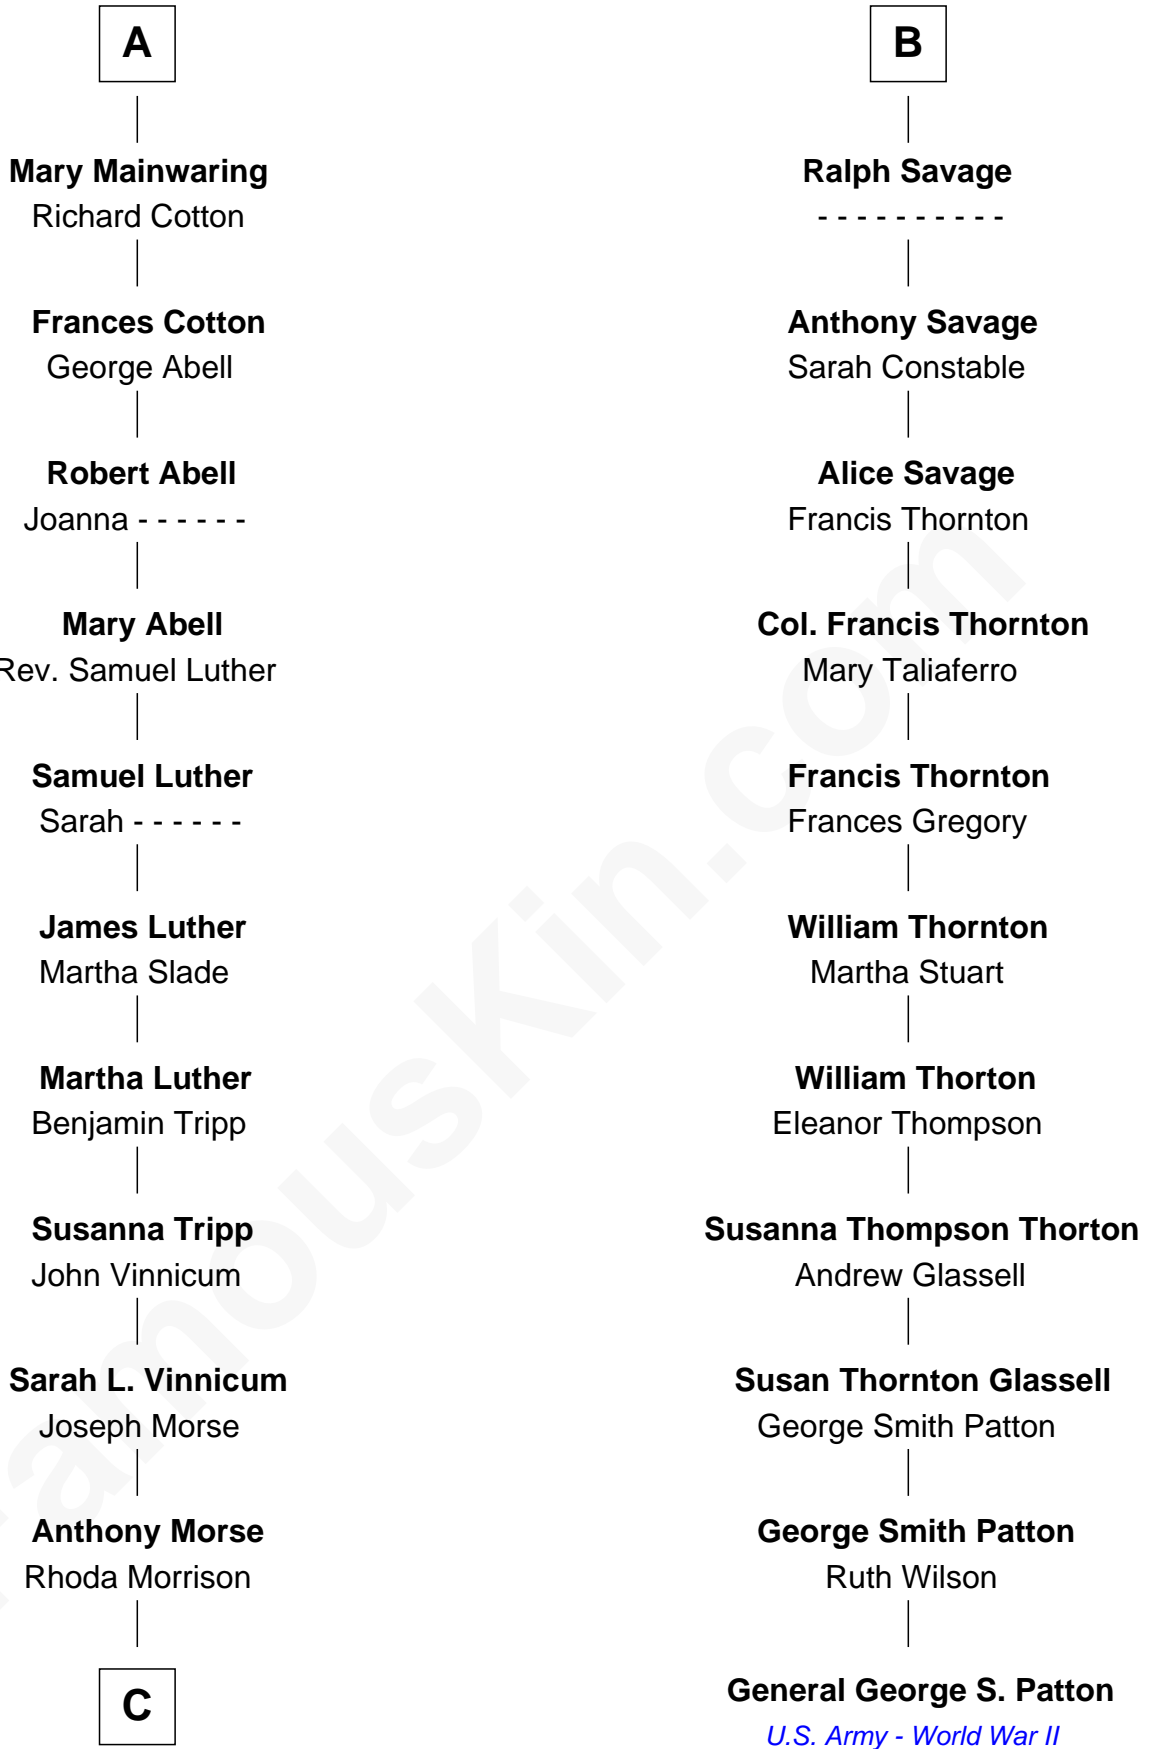 A
Mary Mainwaring
Richard Cotton
Frances Cotton
George Abell
Robert Abell
Joanna - - - - - -
Mary Abell
Rev. Samuel Luther
Samuel Luther
Sarah - - - - - -
James Luther
Martha Slade
Martha Luther
Benjamin Tripp
Susanna Tripp
John Vinnicum
Sarah L. Vinnicum
Joseph Morse
Anthony Morse
Rhoda Morrison
C
B
Ralph Savage
- - - - - - - - - -
Anthony Savage
Sarah Constable
Alice Savage
Francis Thornton
Col. Francis Thornton
Mary Taliaferro
Francis Thornton
Frances Gregory
William Thornton
Martha Stuart
William Thorton
Eleanor Thompson
Susanna Thompson Thorton
Andrew Glassell
Susan Thornton Glassell
George Smith Patton
George Smith Patton
Ruth Wilson
General George S. Patton
U.S. Army - World War II
FamousKin.com